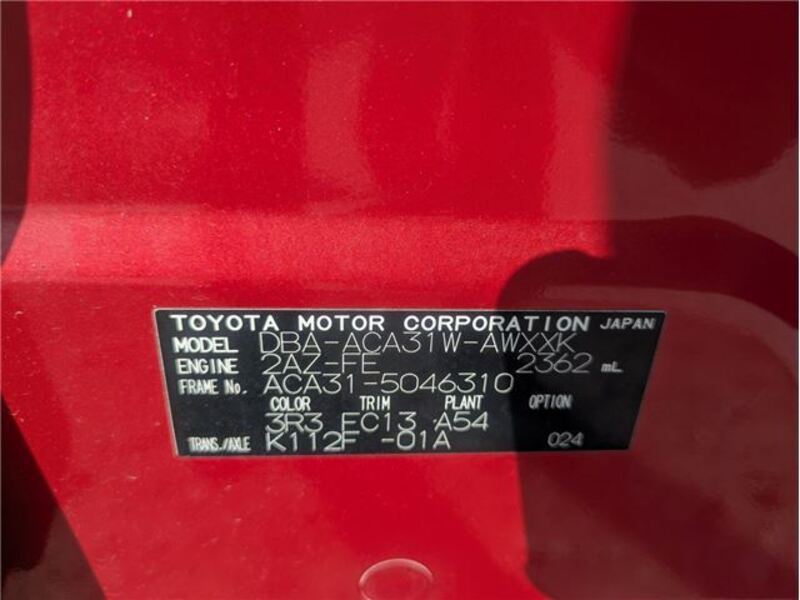 TOYOTA MOTOR CORPORATION JAPAN
MODEL DBA-ACA31W-AWXXK
ENGINE 2AZ-FE 2362 mL
FRAME No. ACA31-5046310
COLOR TRIM PLANT OPTION
3R3 FC13 A54
TRANS./AXLE K112F -01A 024